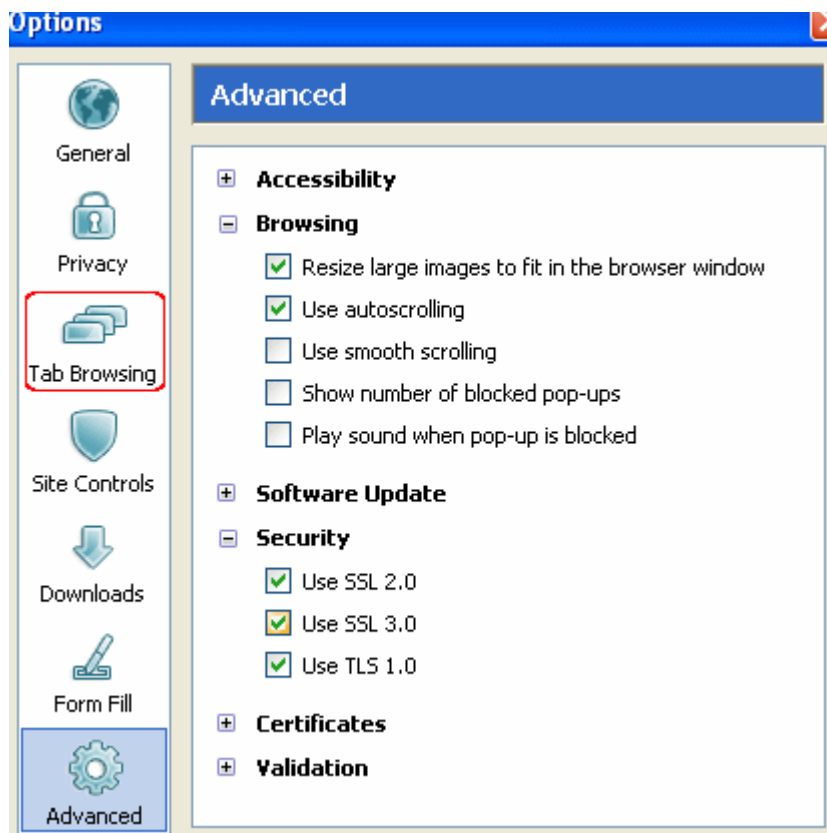 Options
General
Privacy
Tab Browsing
Site Controls
Downloads
Form Fill
Advanced
Advanced
Accessibility
Browsing
Resize large images to fit in the browser window
Use autoscrolling
Use smooth scrolling
Show number of blocked pop-ups
Play sound when pop-up is blocked
Software Update
Security
Use SSL 2.0
Use SSL 3.0
Use TLS 1.0
Certificates
Validation